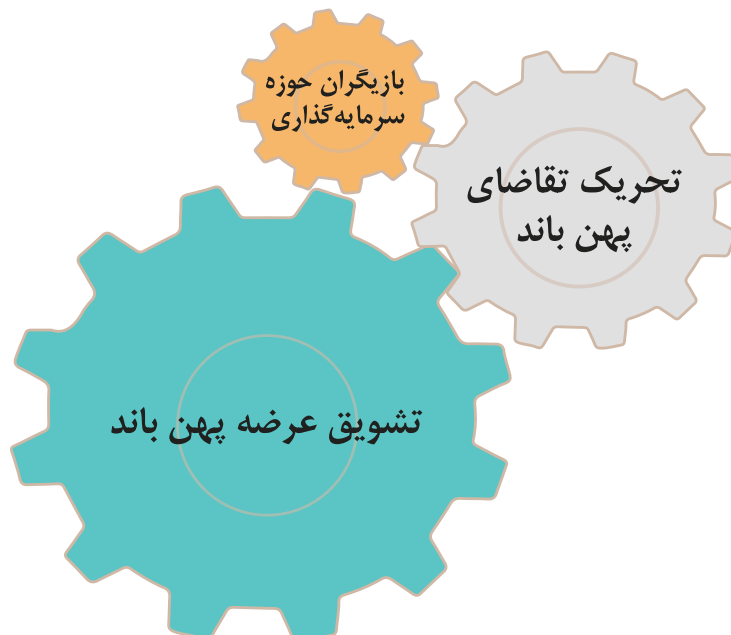 بازیگران حوزه
سرمایه‌گذاری
تحریک تقاضای
پهن باند
تشویق عرضه پهن باند